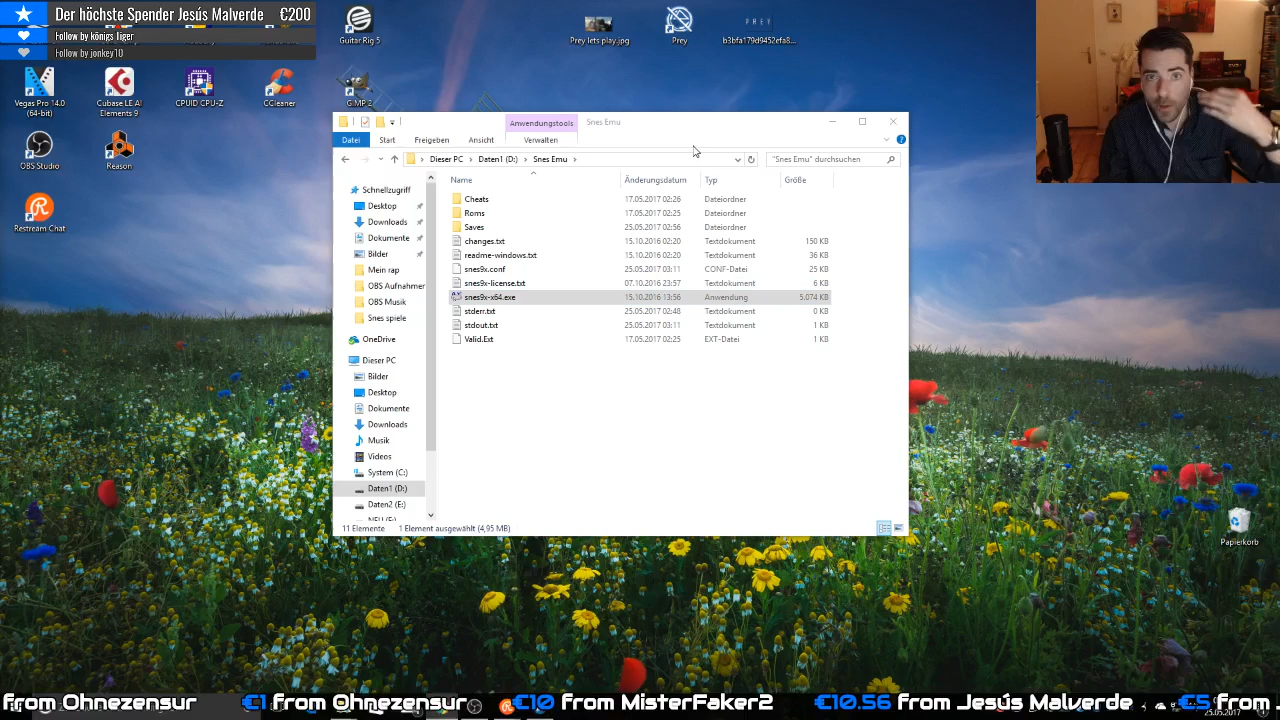 Der höchste Spender Jesús Malverde €200
Follow by königs tiger
Follow by jonkey10
Guitar Rig 5
Prey lets play.jpg
Prey
PREY
b3bfa179d9452efa8...
Vegas Pro 14.0 (64-bit)
Cubase LE AI Elements 9
CPUID CPU-Z
CCleaner
GIMP 2
OBS Studio
Reason
Restream Chat
Anwendungstools
Snes Emu
Datei
Start
Freigeben
Ansicht
Verwalten
Dieser PC > Daten1 (D:) > Snes Emu >
"Snes Emu" durchsuchen
Name Änderungsdatum Typ Größe
Cheats 17.05.2017 02:26 Dateiordner
Roms 17.05.2017 02:25 Dateiordner
Saves 25.05.2017 02:56 Dateiordner
changes.txt 15.10.2016 02:20 Textdokument 150 KB
readme-windows.txt 15.10.2016 02:20 Textdokument 36 KB
snes9x.conf 25.05.2017 03:11 CONF-Datei 25 KB
snes9x-license.txt 07.10.2016 23:57 Textdokument 6 KB
snes9x-x64.exe 15.10.2016 13:56 Anwendung 5.074 KB
stderr.txt 25.05.2017 02:48 Textdokument 0 KB
stdout.txt 25.05.2017 03:11 Textdokument 1 KB
Valid.Ext 17.05.2017 02:25 EXT-Datei 1 KB
Schnellzugriff
Desktop
Downloads
Dokumente
Bilder
Mein rap
OBS Aufnahmer
OBS Musik
Snes spiele
OneDrive
Dieser PC
Bilder
Desktop
Dokumente
Downloads
Musik
Videos
System (C:)
Daten1 (D:)
Daten2 (E:)
11 Elemente 1 Element ausgewählt (4,95 MB)
Papierkorb
from Ohnezensur €1 from Ohnezensur €10 from MisterFaker2 €10.56 from Jesús Malverde €5 from
25.05.2017